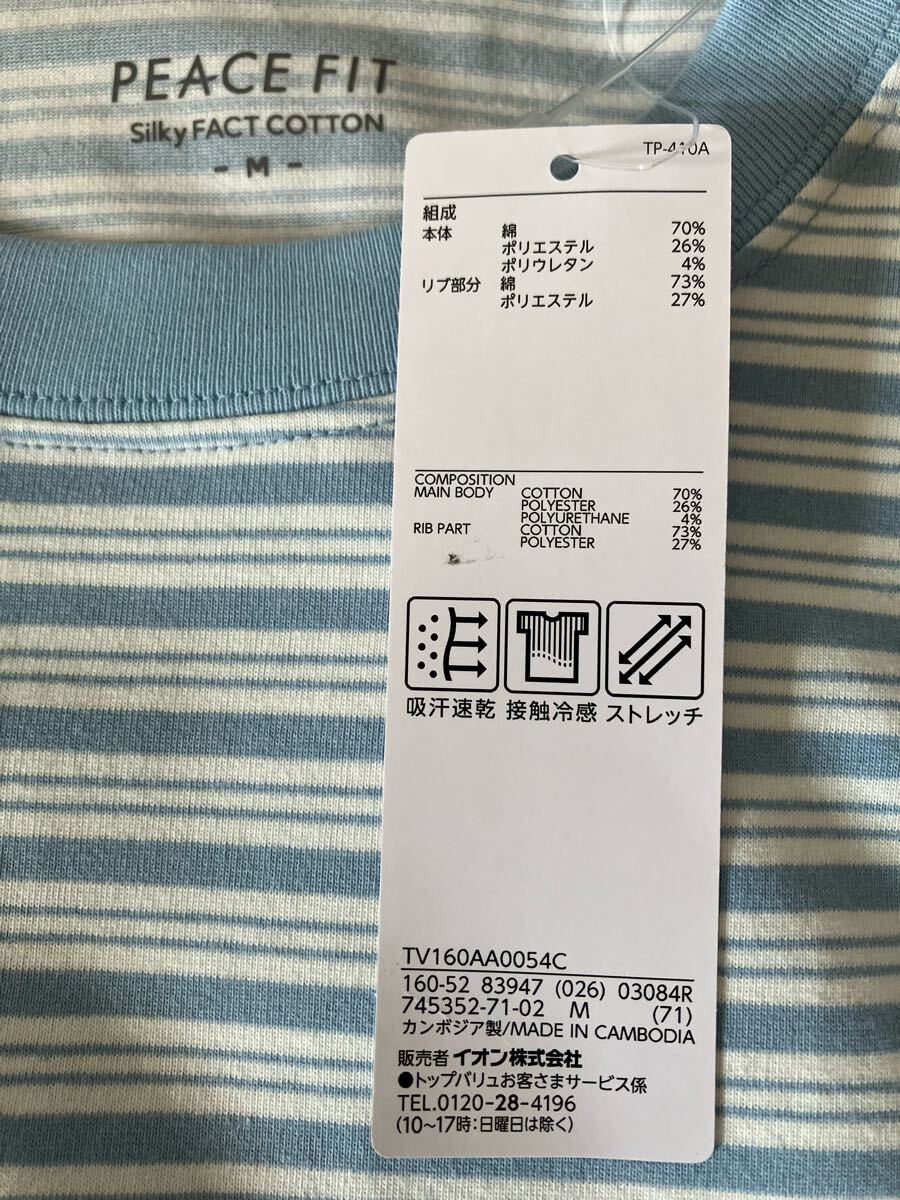 PEACE FIT
Silky FACT COTTON
- M -
TP-410A
組成
本体 綿 70%
ポリエステル 26%
ポリウレタン 4%
リブ部分 綿 73%
ポリエステル 27%
COMPOSITION
MAIN BODY COTTON 70%
POLYESTER 26%
POLYURETHANE 4%
RIB PART COTTON 73%
POLYESTER 27%
吸汗速乾 接触冷感 ストレッチ
TV160AA0054C
160-52 83947 (026) 03084R
745352-71-02 M (71)
カンボジア製/MADE IN CAMBODIA
販売者 イオン株式会社
●トップバリュお客さまサービス係
TEL.0120-28-4196
(10~17時:日曜日は除く)